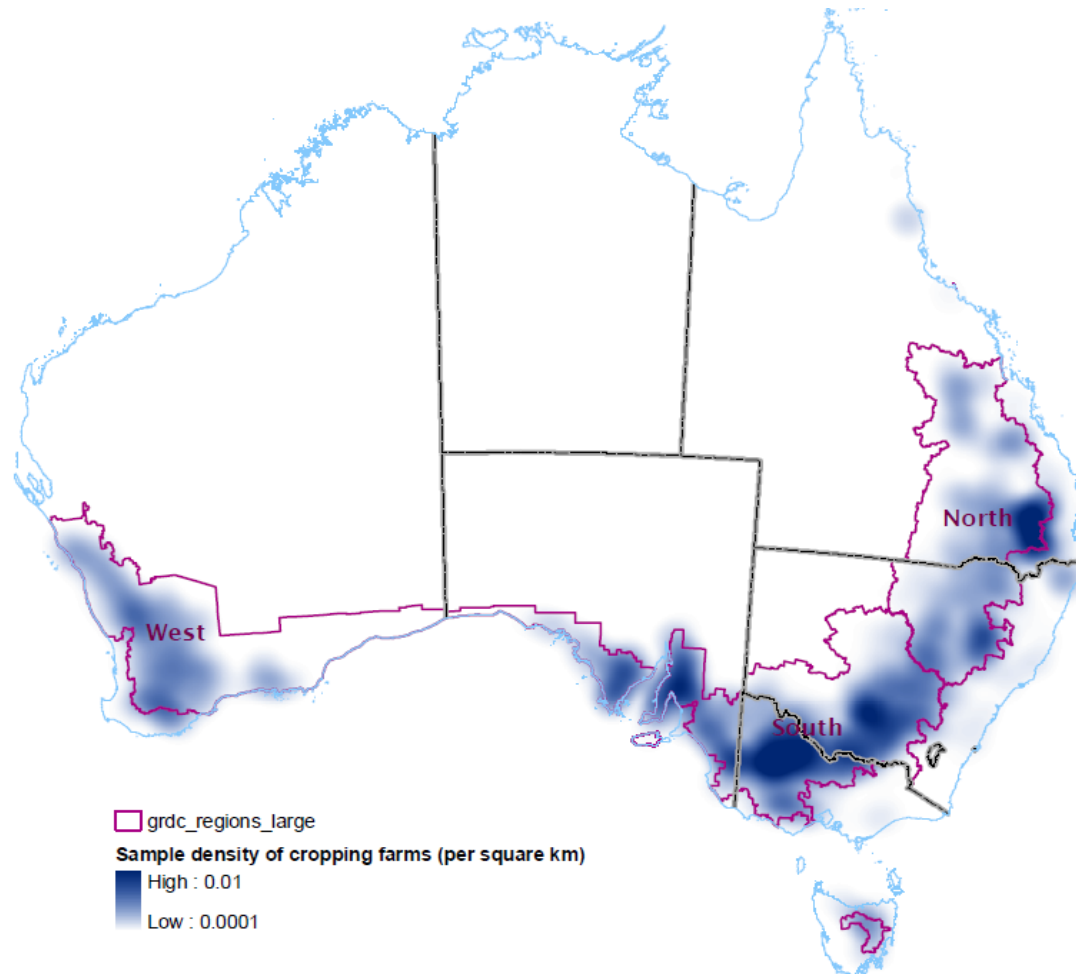 North
West
South
grdc_regions_large
Sample density of cropping farms (per square km)
High : 0.01
Low : 0.0001